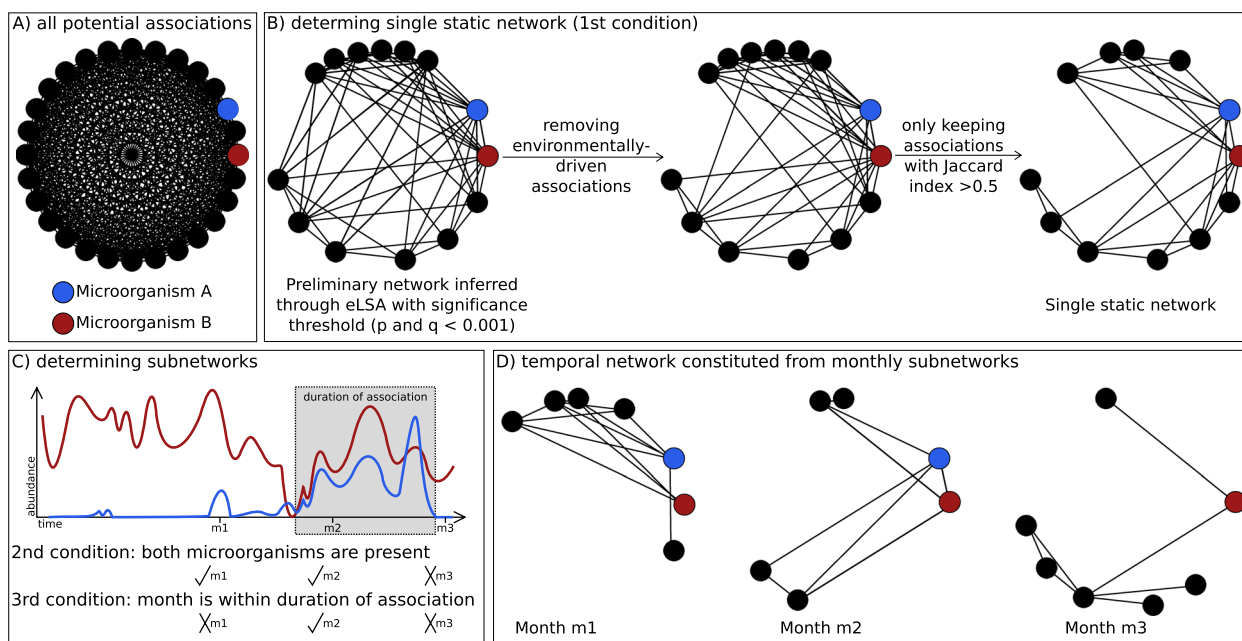 A) all potential associations
Microorganism A
Microorganism B
B) determing single static network (1st condition)
Preliminary network inferred
through eLSA with significance
threshold (p and q < 0.001)
removing
environmentally-
driven
associations
only keeping
associations
with Jaccard
index >0.5
Single static network
C) determining subnetworks
duration of association
abundance
time
m1
m2
m3
2nd condition: both microorganisms are present
m1 m2 m3
3rd condition: month is within duration of association
m1 m2 m3
D) temporal network constituted from monthly subnetworks
Month m1
Month m2
Month m3